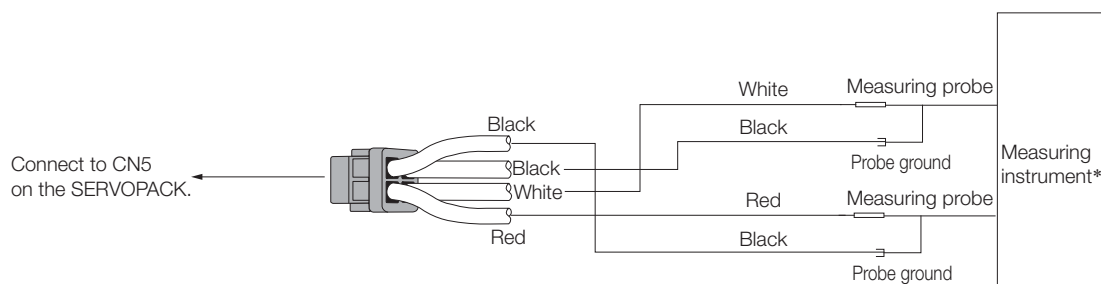 White
Measuring probe
Black
Black
Probe ground
Connect to CN5
on the SERVOPACK.
Black
White
Measuring
instrument*
Red
Measuring probe
Red
Black
Probe ground